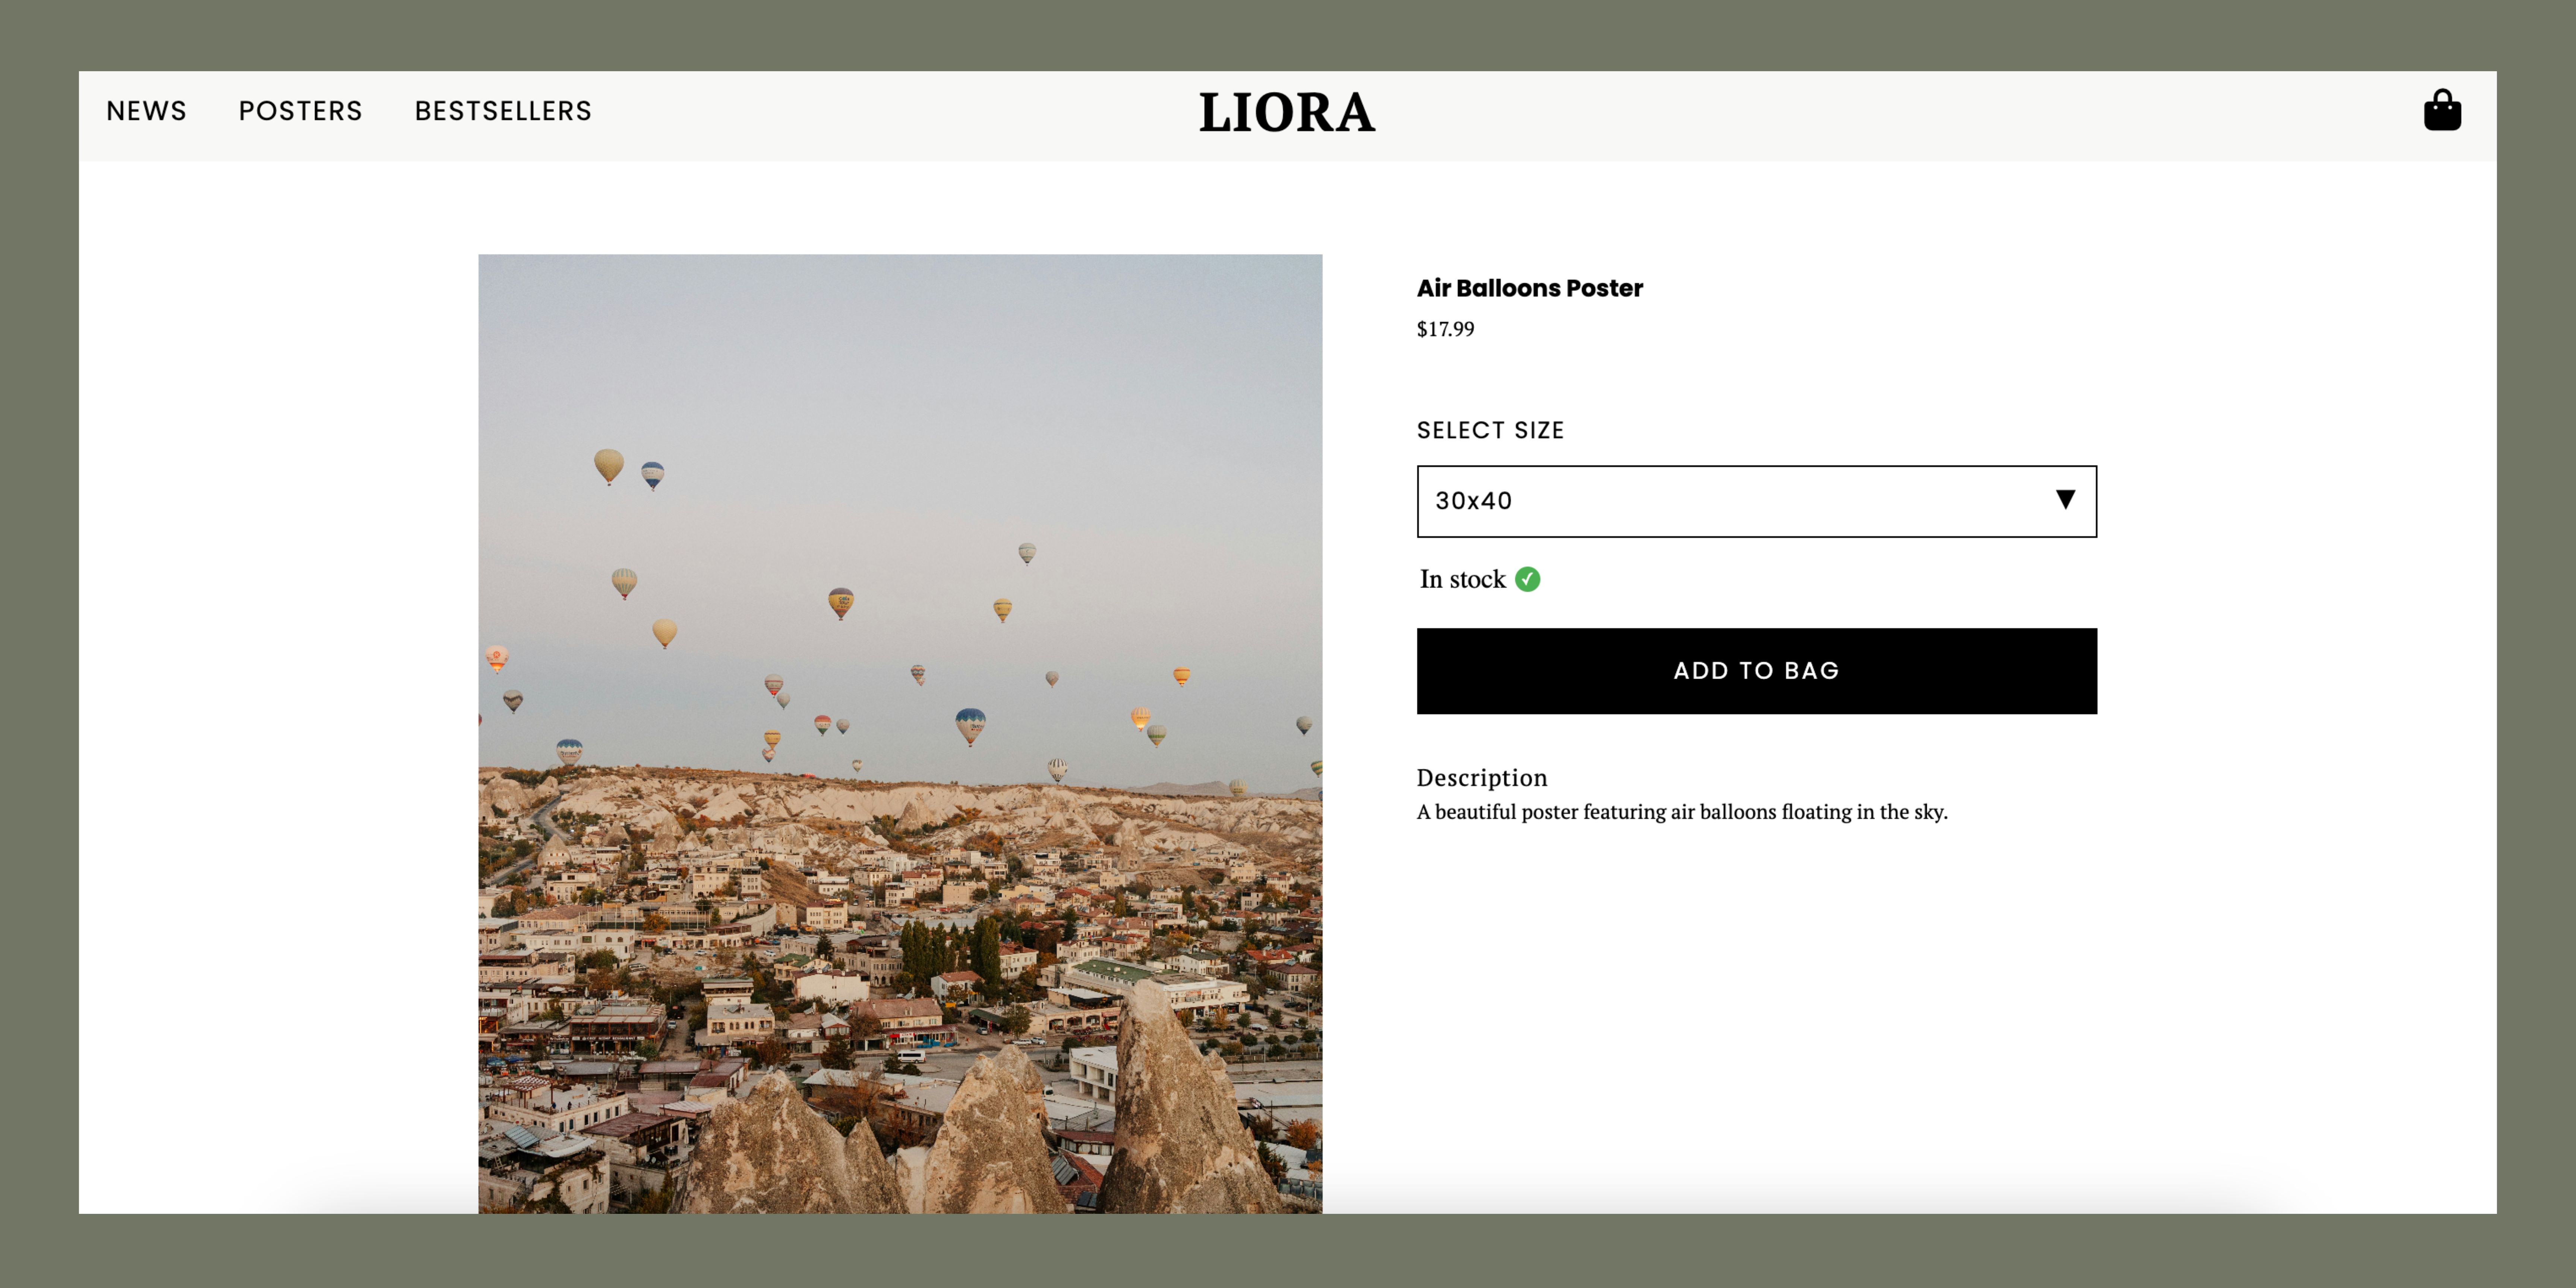 NEWS POSTERS BESTSELLERS LIORA
Air Balloons Poster
$17.99
SELECT SIZE
30x40
In stock
ADD TO BAG
Description
A beautiful poster featuring air balloons floating in the sky.